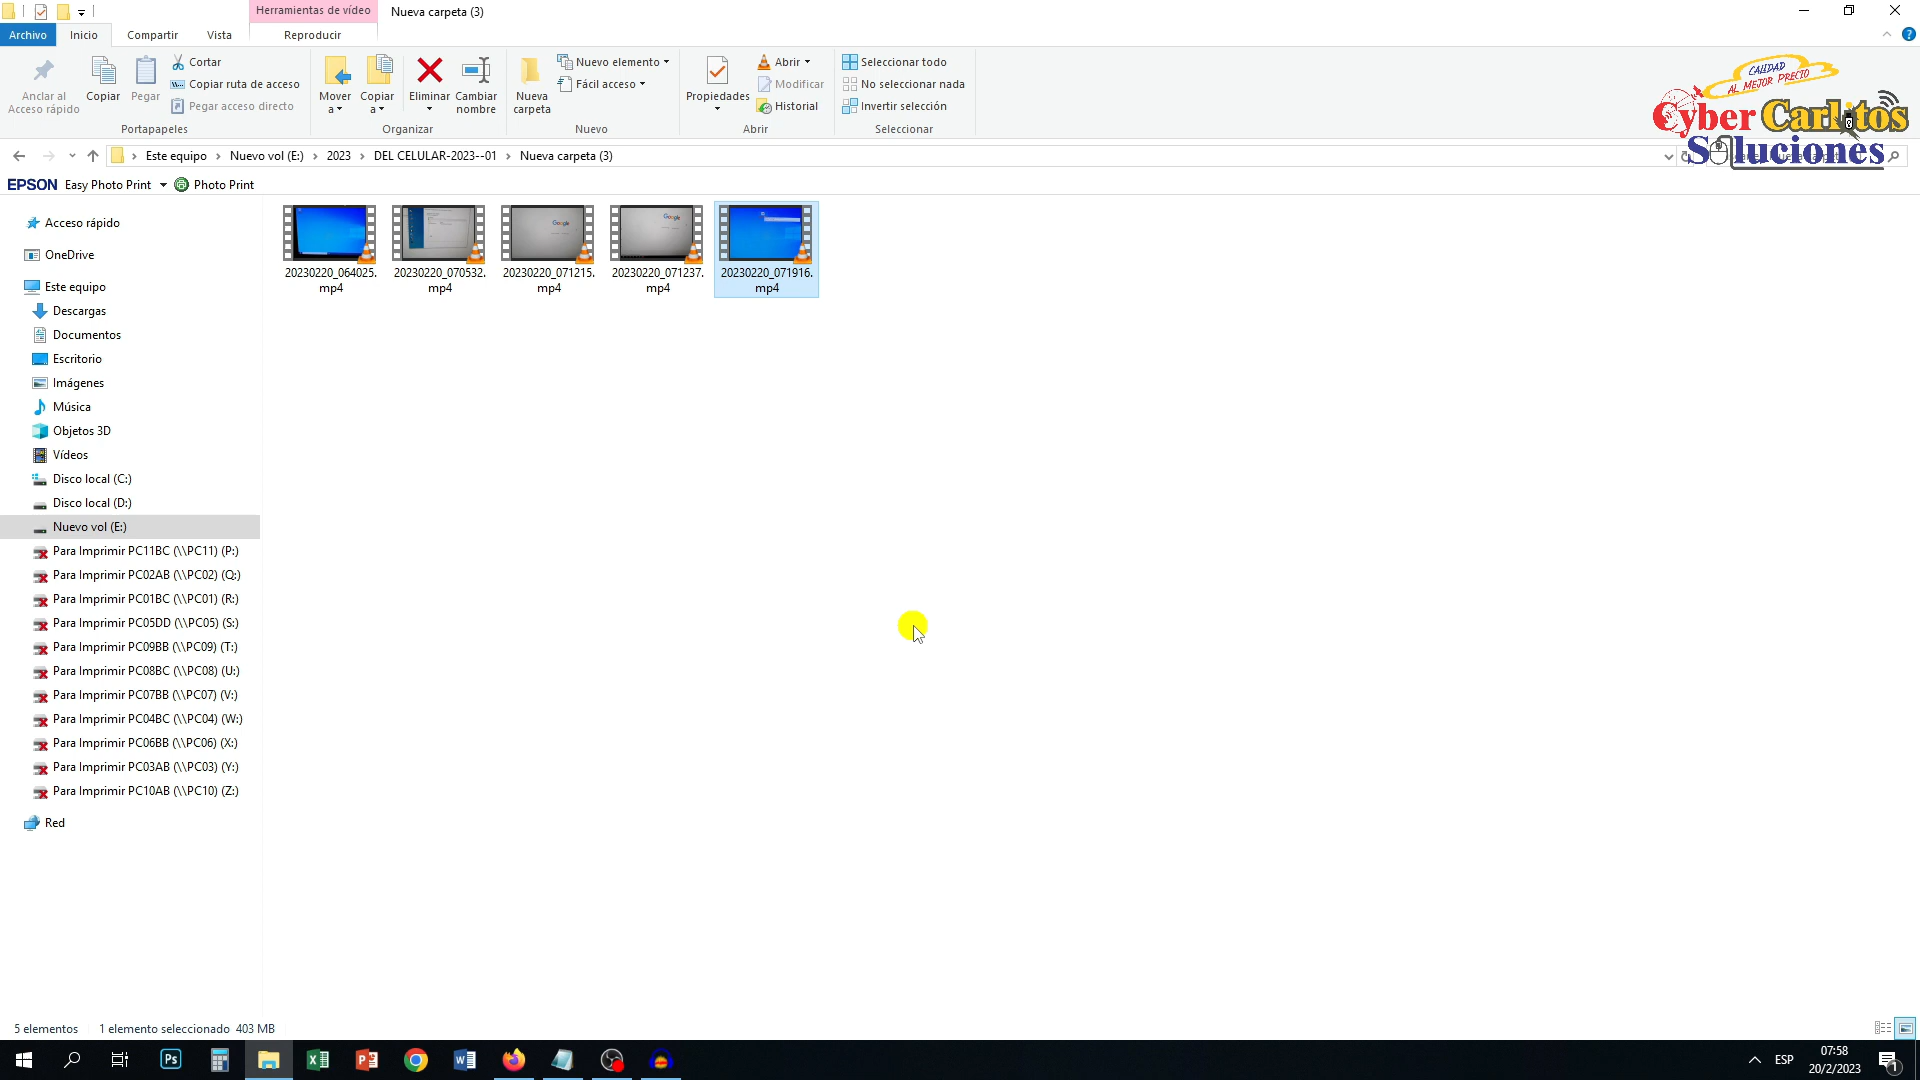 Herramientas de vídeo
Nueva carpeta (3)
Archivo
Inicio
Compartir
Vista
Reproducir
Anclar al
Acceso rápido
Copiar
Pegar
Cortar
Copiar ruta de acceso
Pegar acceso directo
Portapapeles
Mover
a
Copiar
a
Eliminar
Cambiar
nombre
Organizar
Nueva
carpeta
Nuevo elemento
Fácil acceso
Nuevo
Propiedades
Abrir
Modificar
Historial
Abrir
Seleccionar todo
No seleccionar nada
Invertir selección
Seleccionar
CALIDAD
AL MEJOR PRECIO
Cyber Carlitos
Soluciones
Este equipo > Nuevo vol (E:) > 2023 > DEL CELULAR-2023--01 > Nueva carpeta (3)
EPSON Easy Photo Print Photo Print
Acceso rápido
OneDrive
Este equipo
Descargas
Documentos
Escritorio
Imágenes
Música
Objetos 3D
Vídeos
Disco local (C:)
Disco local (D:)
Nuevo vol (E:)
Para Imprimir PC11BC (\\PC11) (P:)
Para Imprimir PC02AB (\\PC02) (Q:)
Para Imprimir PC01BC (\\PC01) (R:)
Para Imprimir PC05DD (\\PC05) (S:)
Para Imprimir PC09BB (\\PC09) (T:)
Para Imprimir PC08BC (\\PC08) (U:)
Para Imprimir PC07BB (\\PC07) (V:)
Para Imprimir PC04BC (\\PC04) (W:)
Para Imprimir PC06BB (\\PC06) (X:)
Para Imprimir PC03AB (\\PC03) (Y:)
Para Imprimir PC10AB (\\PC10) (Z:)
Red
Google
Google
20230220_064025.
mp4
20230220_070532.
mp4
20230220_071215.
mp4
20230220_071237.
mp4
20230220_071916.
mp4
5 elementos
1 elemento seleccionado 403 MB
Ps
ESP
07:58
20/2/2023
1